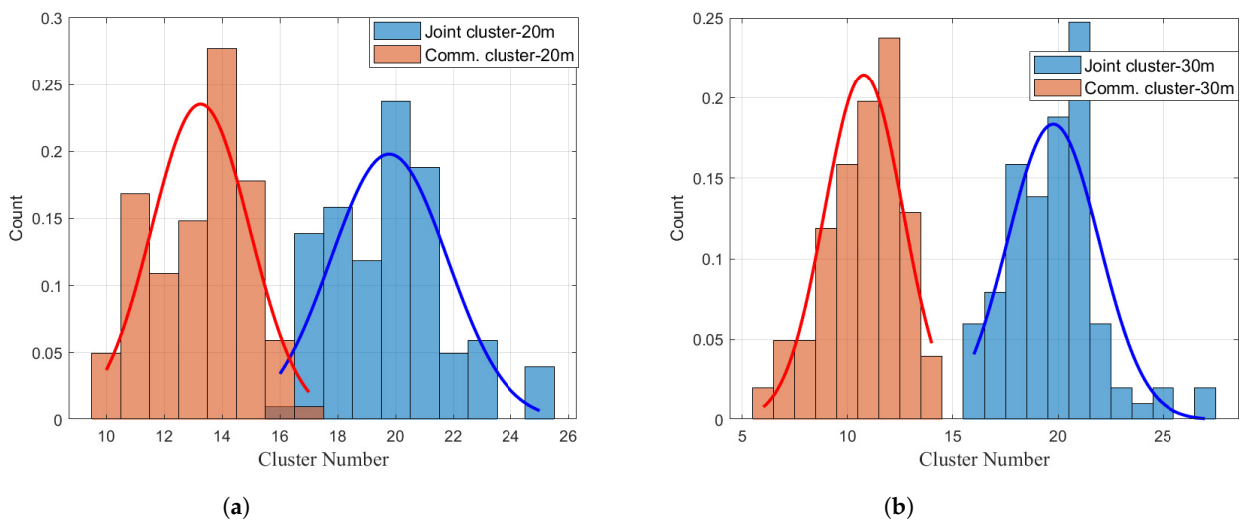 0.3
0.25
0.2
0.15
0.1
0.05
0
Count
Joint cluster-20m
Comm. cluster-20m
10 12 14 16 18 20 22 24 26
Cluster Number
(a)
0.25
0.2
0.15
0.1
0.05
0
Count
Joint cluster-30m
Comm. cluster-30m
5 10 15 20 25
Cluster Number
(b)